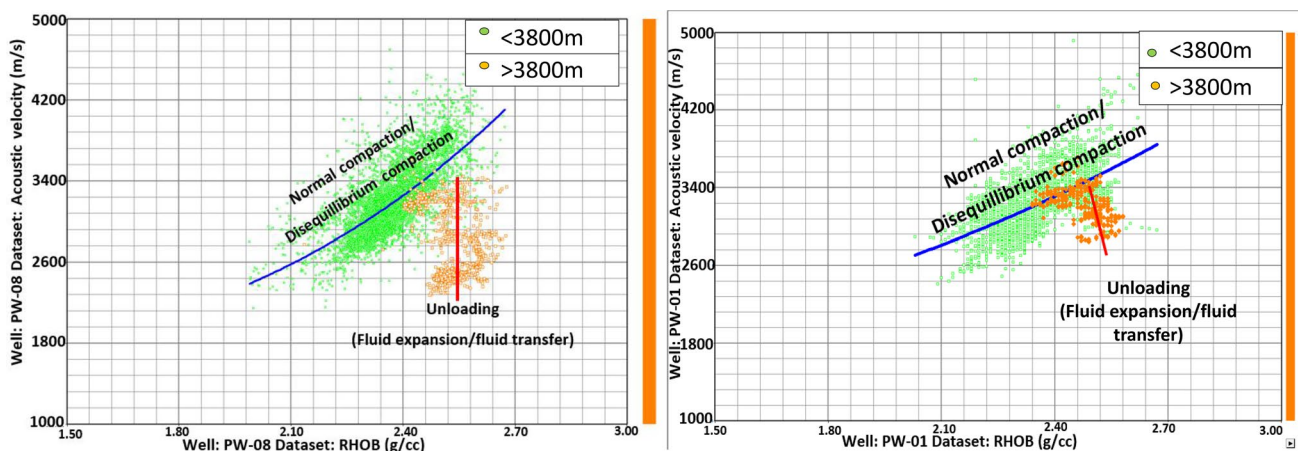 5000
4200
3400
2600
1800
1000
Well: PW-08 Dataset: Acoustic velocity (m/s)
<3800m
>3800m
Normal compaction/
Disequillibrium compaction
Unloading
(Fluid expansion/fluid transfer)
1.50
1.80
2.10
2.40
2.70
3.00
Well: PW-08 Dataset: RHOB (g/cc)
5000
4200
3400
2600
1800
1000
Well: PW-01 Dataset: Acoustic velocity (m/s)
<3800m
>3800m
Normal compaction/
Disequillibrium compaction
Unloading
(Fluid expansion/fluid
transfer)
1.50
1.80
2.10
2.40
2.70
3.00
Well: PW-01 Dataset: RHOB (g/cc)